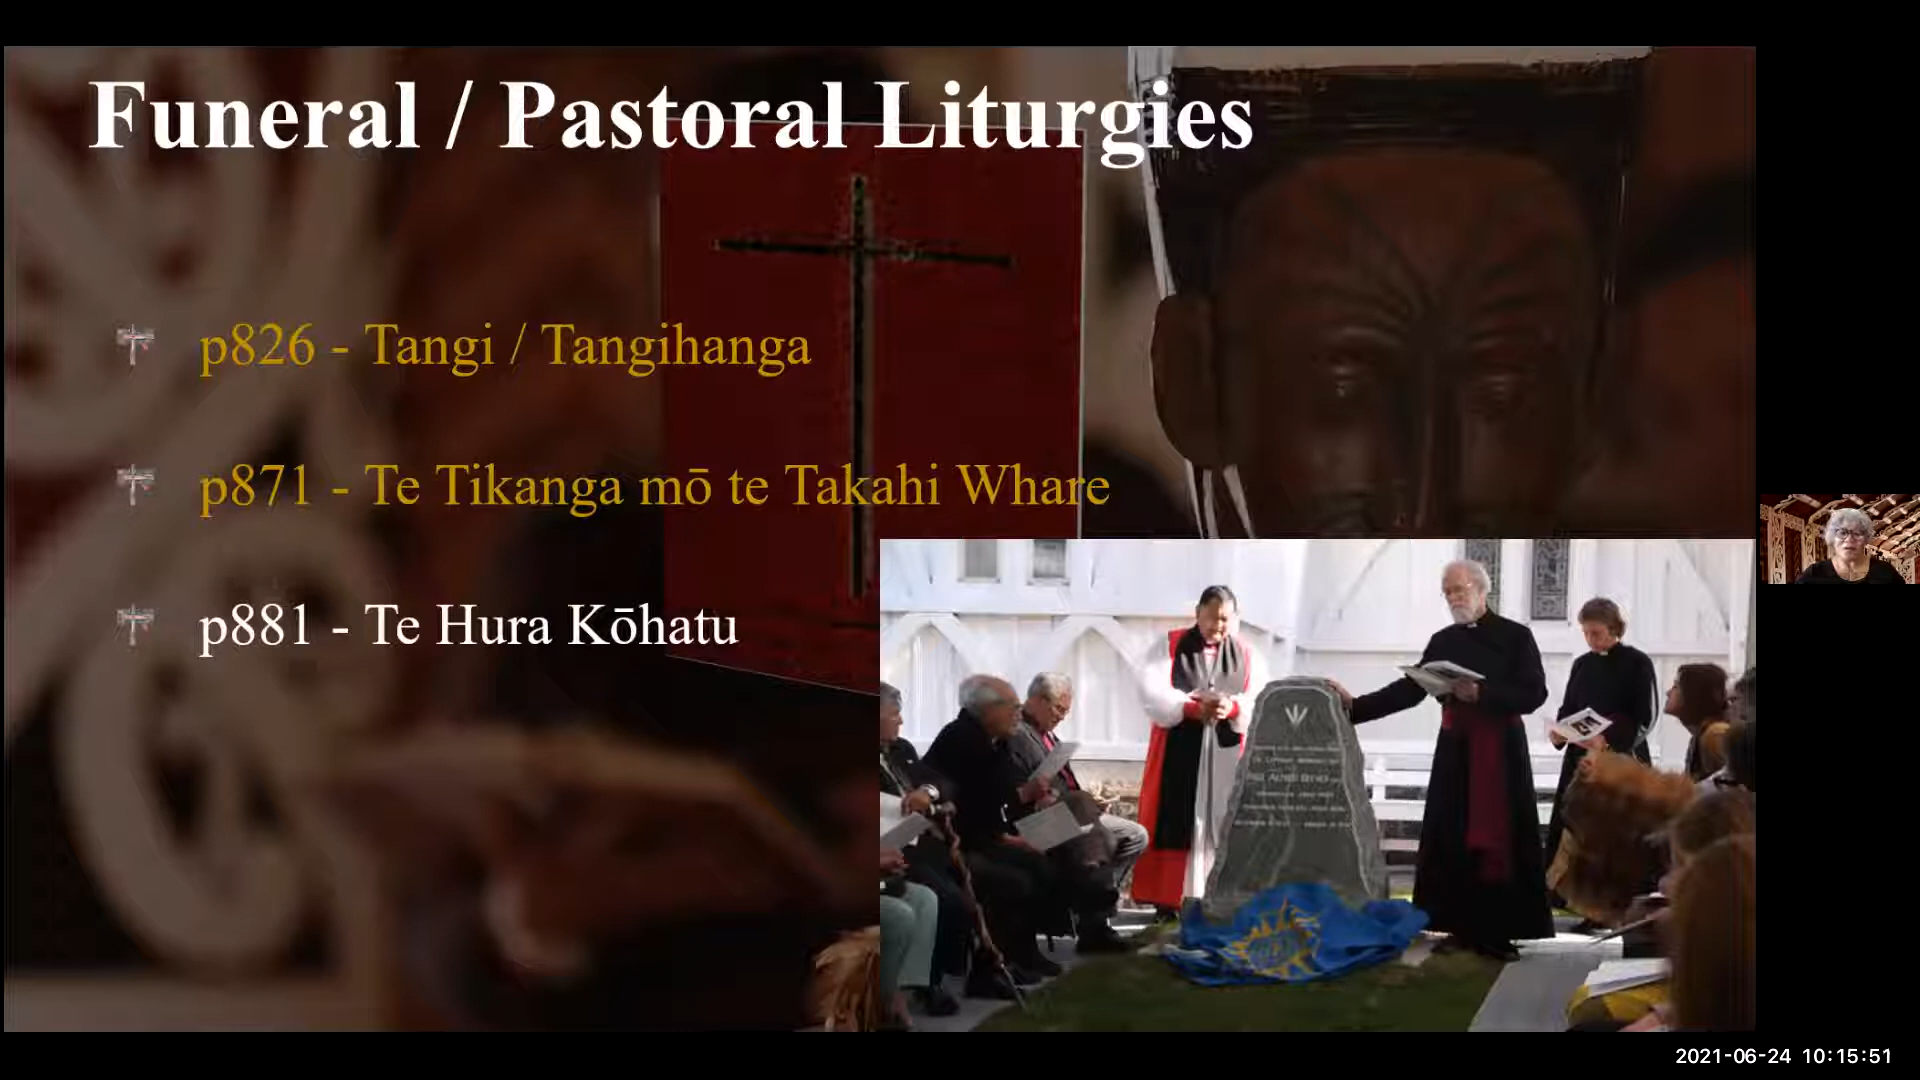 Funeral / Pastoral Liturgies
p826 - Tangi / Tangihanga
p871 - Te Tikanga mō te Takahi Whare
p881 - Te Hura Kōhatu
2021-06-24 10:15:51